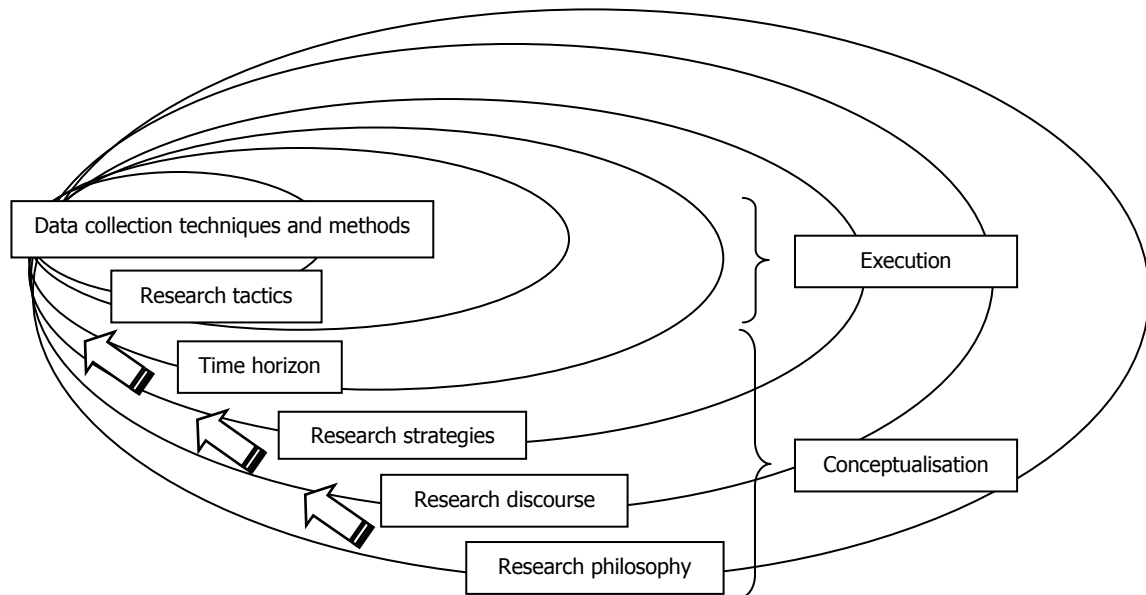 Data collection techniques and methods
Execution
Research tactics
Time horizon
Research strategies
Conceptualisation
Research discourse
Research philosophy